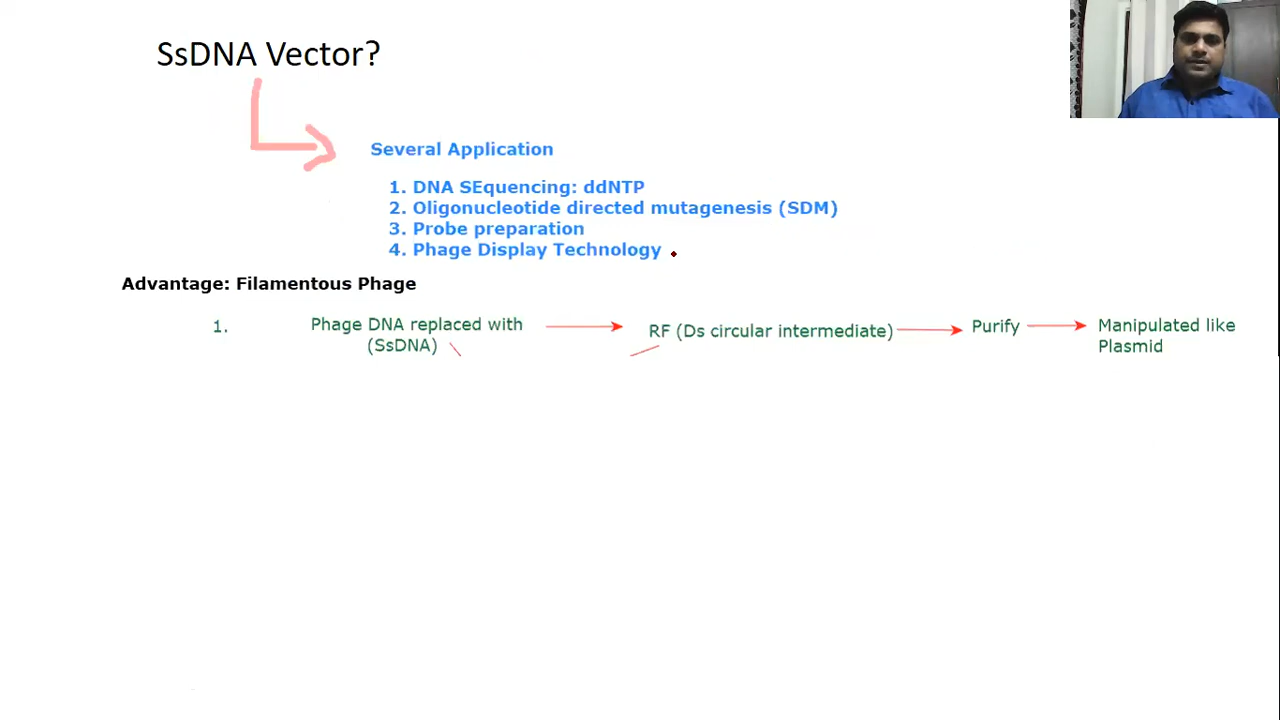 SsDNA Vector?
Several Application
1. DNA SEquencing: ddNTP
2. Oligonucleotide directed mutagenesis (SDM)
3. Probe preparation
4. Phage Display Technology
Advantage: Filamentous Phage
1. Phage DNA replaced with
(SsDNA)
RF (Ds circular intermediate)
Purify
Manipulated like
Plasmid